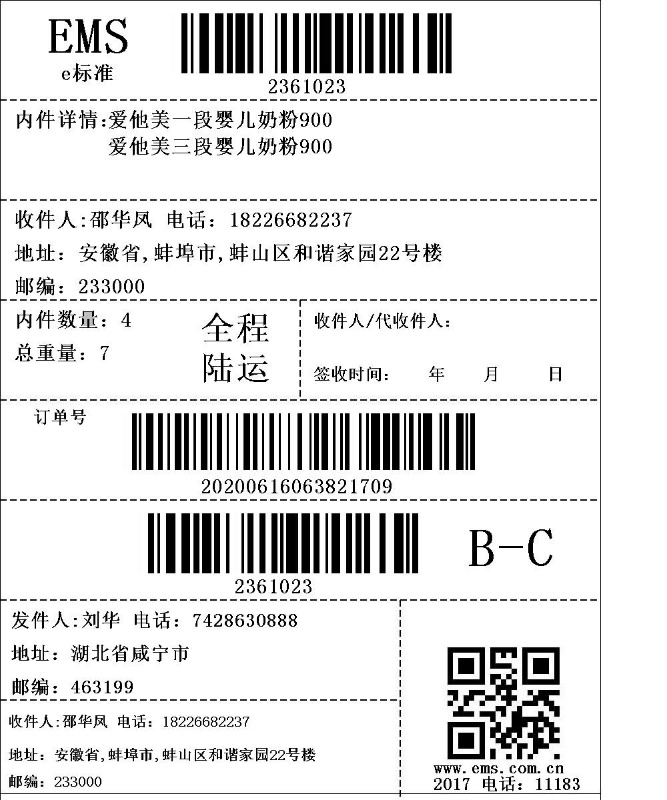 EMS
e标准
2361023
内件详情:爱他美一段婴儿奶粉900
爱他美三段婴儿奶粉900
收件人:邵华凤 电话：18226682237
地址：安徽省,蚌埠市,蚌山区和谐家园22号楼
邮编：233000
内件数量：4
总重量：7
全程
陆运
收件人/代收件人：
签收时间： 年 月 日
订单号
20200616063821709
2361023
B-C
发件人:刘华 电话：7428630888
地址：湖北省咸宁市
邮编：463199
收件人:邵华凤 电话：18226682237
地址：安徽省,蚌埠市,蚌山区和谐家园22号楼
邮编：233000
www.ems.com.cn
2017 电话：11183